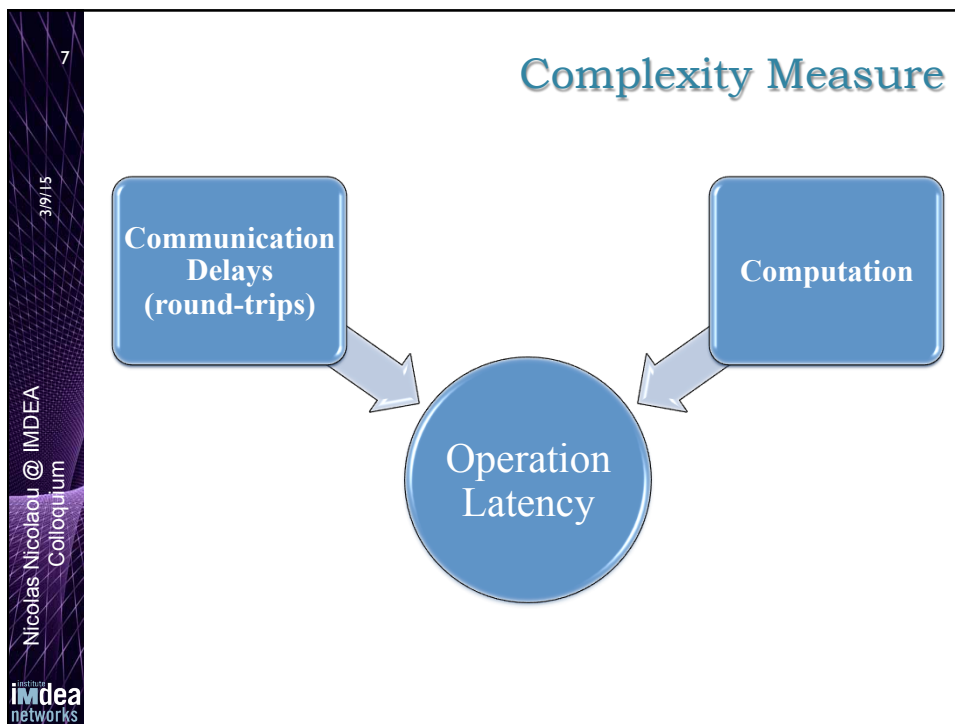 7
Complexity Measure
3/9/15
Communication
Delays
(round-trips)
Computation
Operation
Latency
Nicolas Nicolaou @ IMDEA
Colloquium
institute
imdea
networks